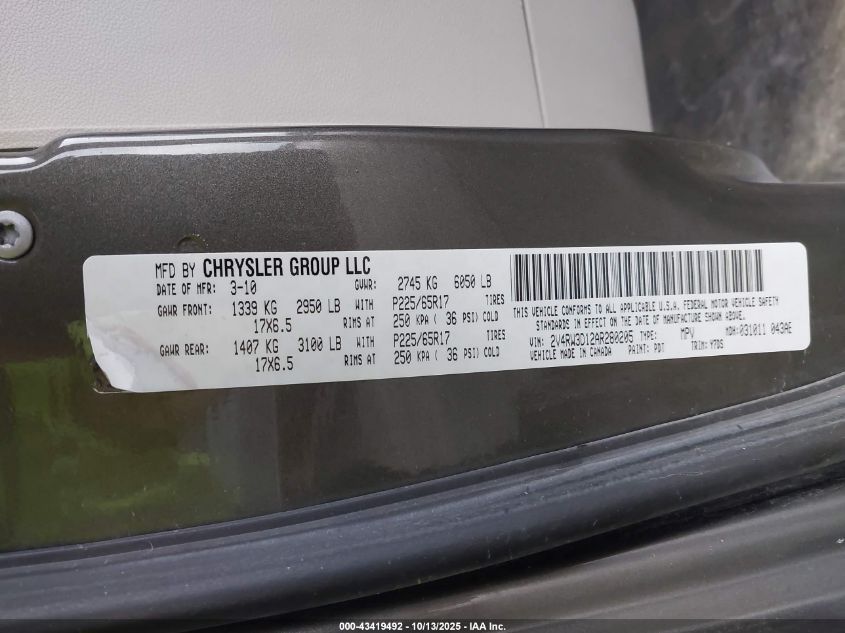 MFD BY CHRYSLER GROUP LLC
DATE OF MFR: 3-10 GVWR: 2745 KG 6050 LB
GAWR FRONT: 1339 KG 2950 LB WITH P225/65R17 TIRES
17X6.5 RIMS AT 250 KPA ( 36 PSI) COLD
GAWR REAR: 1407 KG 3100 LB WITH P225/65R17 TIRES
17X6.5 RIMS AT 250 KPA ( 36 PSI) COLD
THIS VEHICLE CONFORMS TO ALL APPLICABLE U.S.A. FEDERAL MOTOR VEHICLE SAFETY
STANDARDS IN EFFECT ON THE DATE OF MANUFACTURE SHOWN ABOVE.
VIN: 2V4RW3D12AR280205 TYPE: MPV MDH: 031011 043AE
VEHICLE MADE IN CANADA PAINT: PDT TRIM: Y7DS
000-43419492 - 10/13/2025 - IAA Inc.